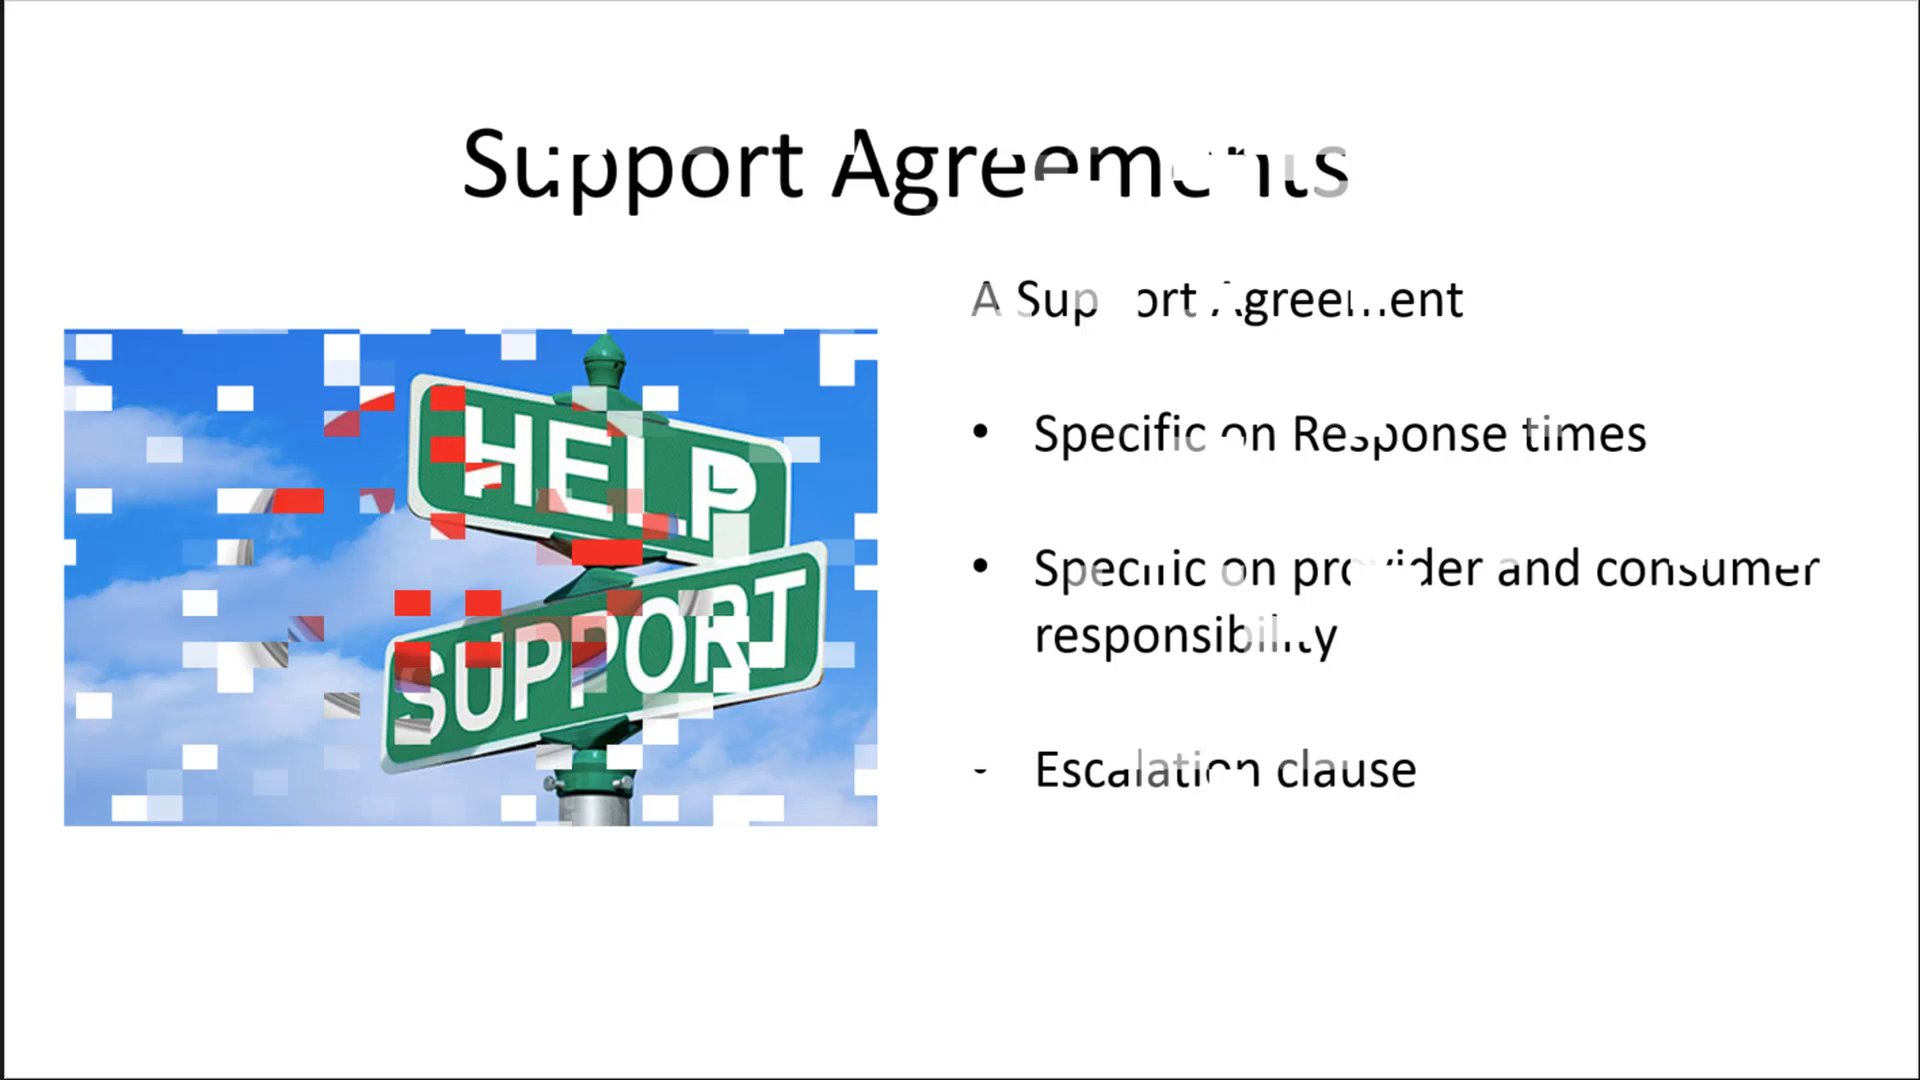 Support Agreements
A Support Agreement
HELP
SUPPORT
• Specific on Response times
• Specific on provider and consumer
responsibility
• Escalation clause